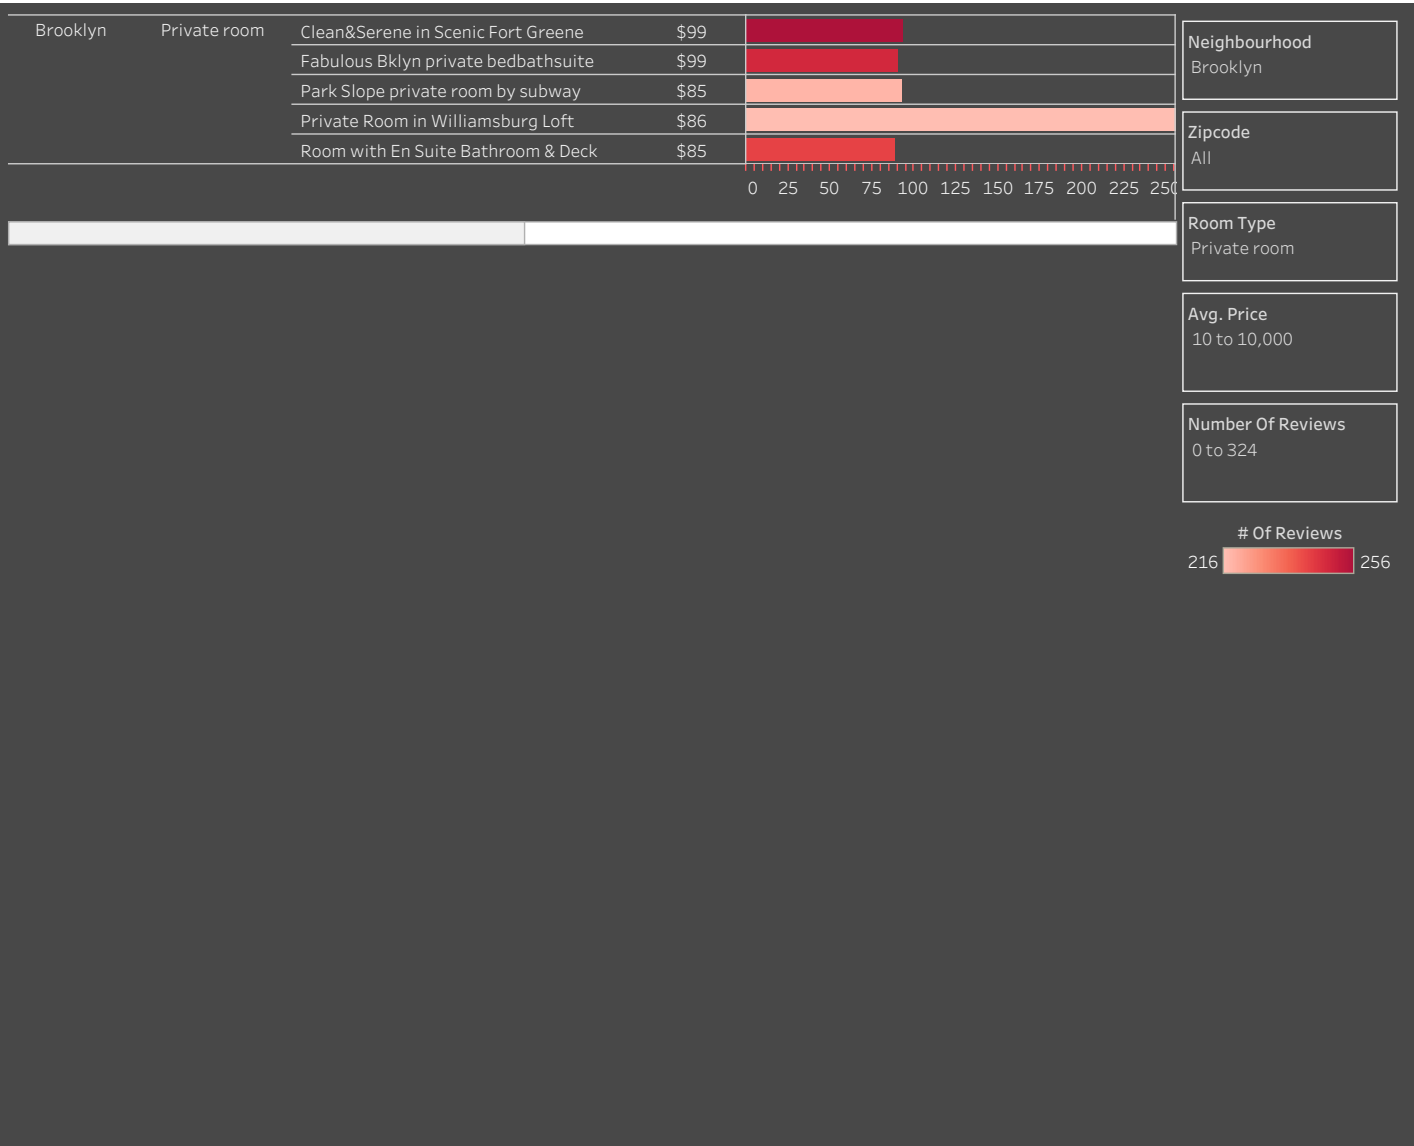 Brooklyn Private room Clean&Serene in Scenic Fort Greene $99
Fabulous Bklyn private bedbathsuite $99
Park Slope private room by subway $85
Private Room in Williamsburg Loft $86
Room with En Suite Bathroom & Deck $85
0 25 50 75 100 125 150 175 200 225 250
Neighbourhood
Brooklyn
Zipcode
All
Room Type
Private room
Avg. Price
10 to 10,000
Number Of Reviews
0 to 324
# Of Reviews
216 256